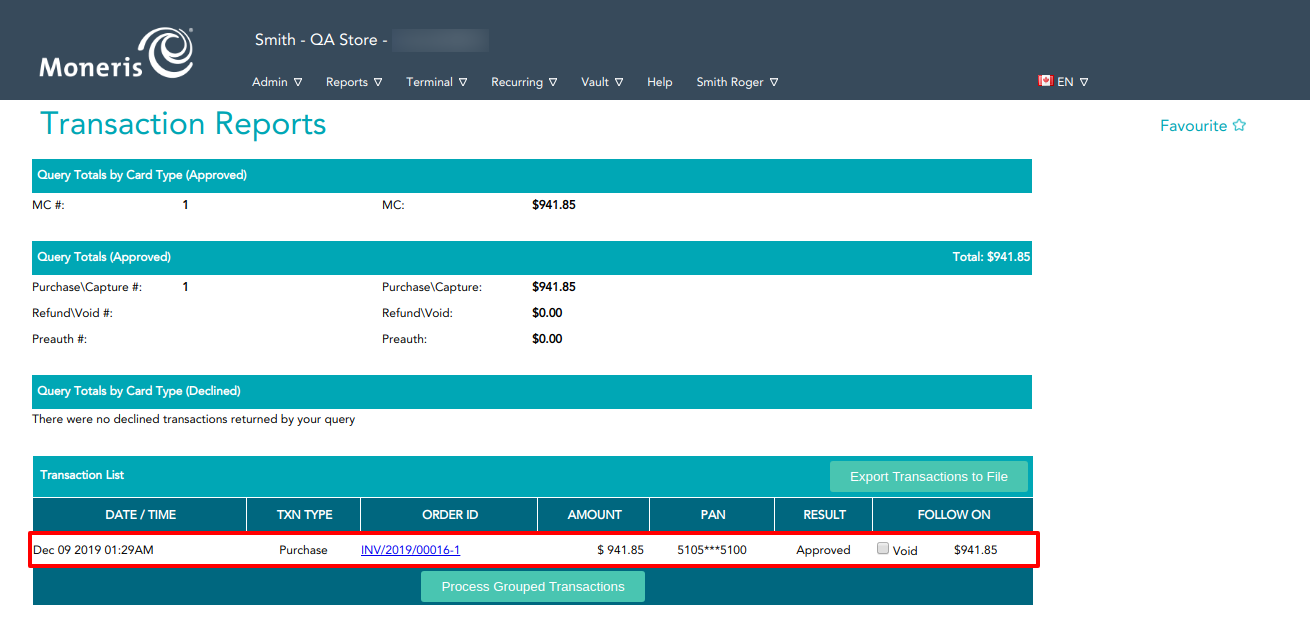 Moneris
Smith - QA Store -
Admin ▽ Reports ▽ Terminal ▽ Recurring ▽ Vault ▽ Help Smith Roger ▽ EN ▽
Transaction Reports
Favourite ☆
Query Totals by Card Type (Approved)
MC #: 1 MC: $941.85
Query Totals (Approved) Total: $941.85
Purchase\Capture #: 1 Purchase\Capture: $941.85
Refund\Void #: Refund\Void: $0.00
Preauth #: Preauth: $0.00
Query Totals by Card Type (Declined)
There were no declined transactions returned by your query
Transaction List Export Transactions to File
DATE / TIME TXN TYPE ORDER ID AMOUNT PAN RESULT FOLLOW ON
Dec 09 2019 01:29AM Purchase INV/2019/00016-1 $ 941.85 5105***5100 Approved Void $941.85
Process Grouped Transactions